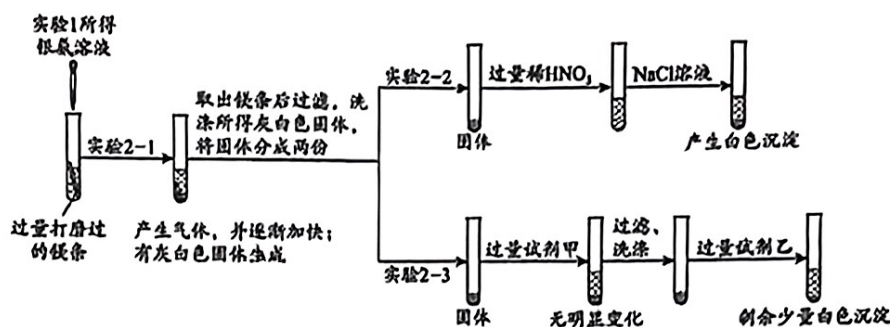 实验1所得
银氨溶液
实验2-1
过量打磨过
的镁条
取出镁条后过滤，洗
涤所得灰白色固体，
将固体分成两份
产生气体，并逐渐加快；
有灰白色固体生成
实验2-2
固体
过量稀HNO₃
NaCl溶液
产生白色沉淀
实验2-3
固体
过量试剂甲
无明显变化
过滤、
洗涤
过量试剂乙
剩余少量白色沉淀